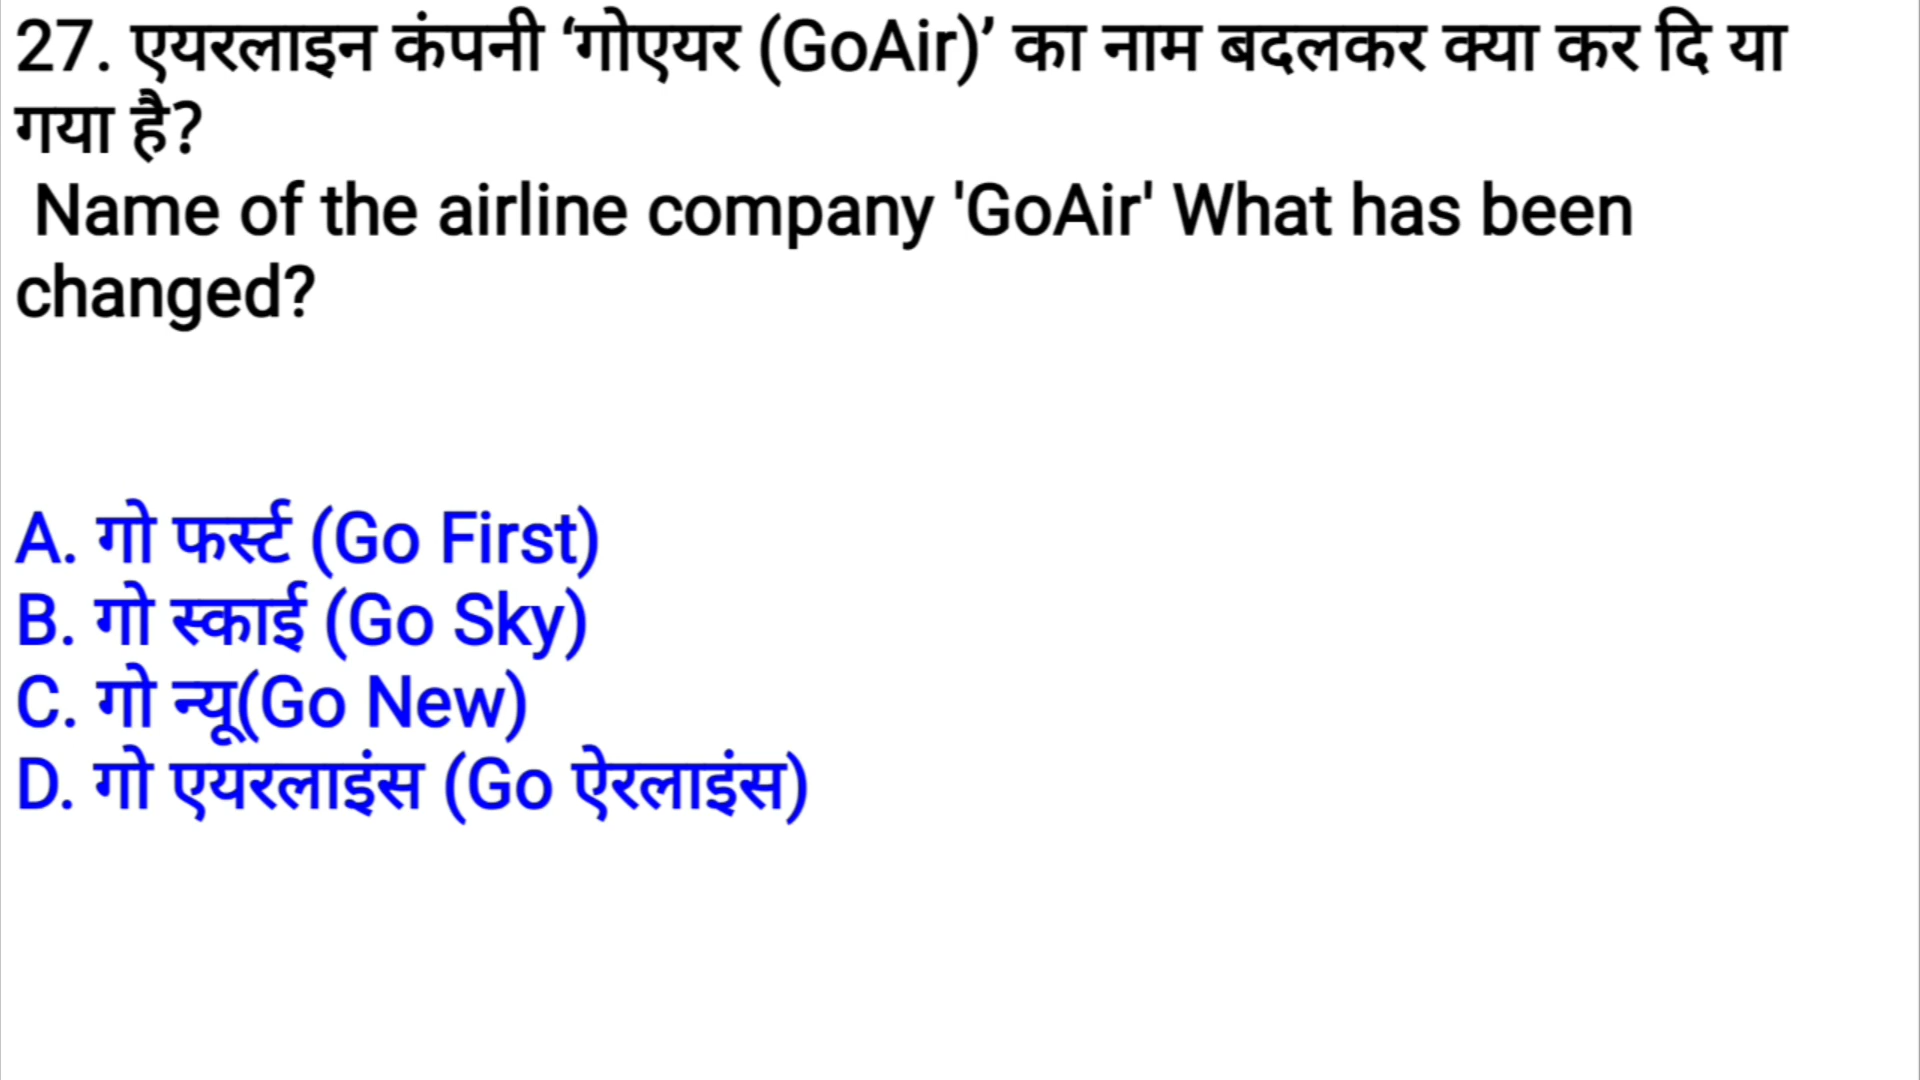 27. एयरलाइन कंपनी ‘गोएयर (GoAir)’ का नाम बदलकर क्या कर दि या
गया है?
Name of the airline company 'GoAir' What has been
changed?
A. गो फर्स्ट (Go First)
B. गो स्काई (Go Sky)
C. गो न्यू(Go New)
D. गो एयरलाइंस (Go ऐरलाइंस)